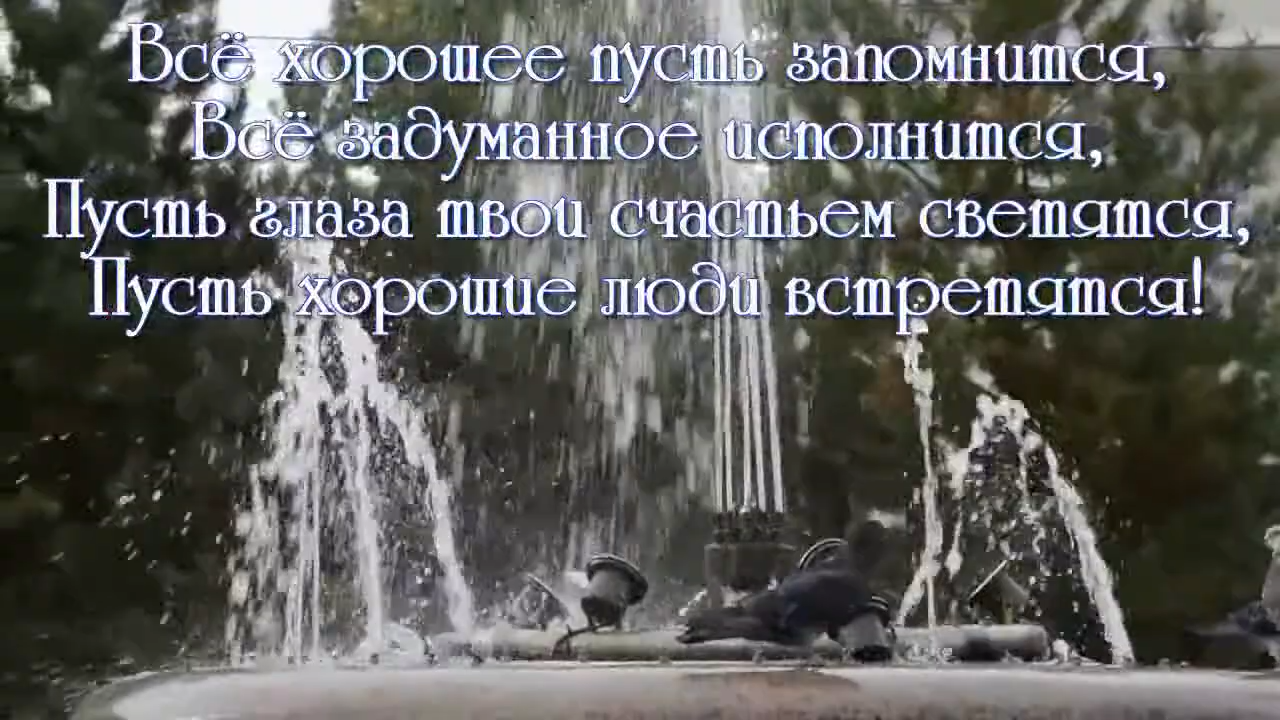 Всё хорошее пусть запомнится,
Всё задуманное исполнится,
Пусть глаза твои счастьем светятся,
Пусть хорошие люди встретятся!